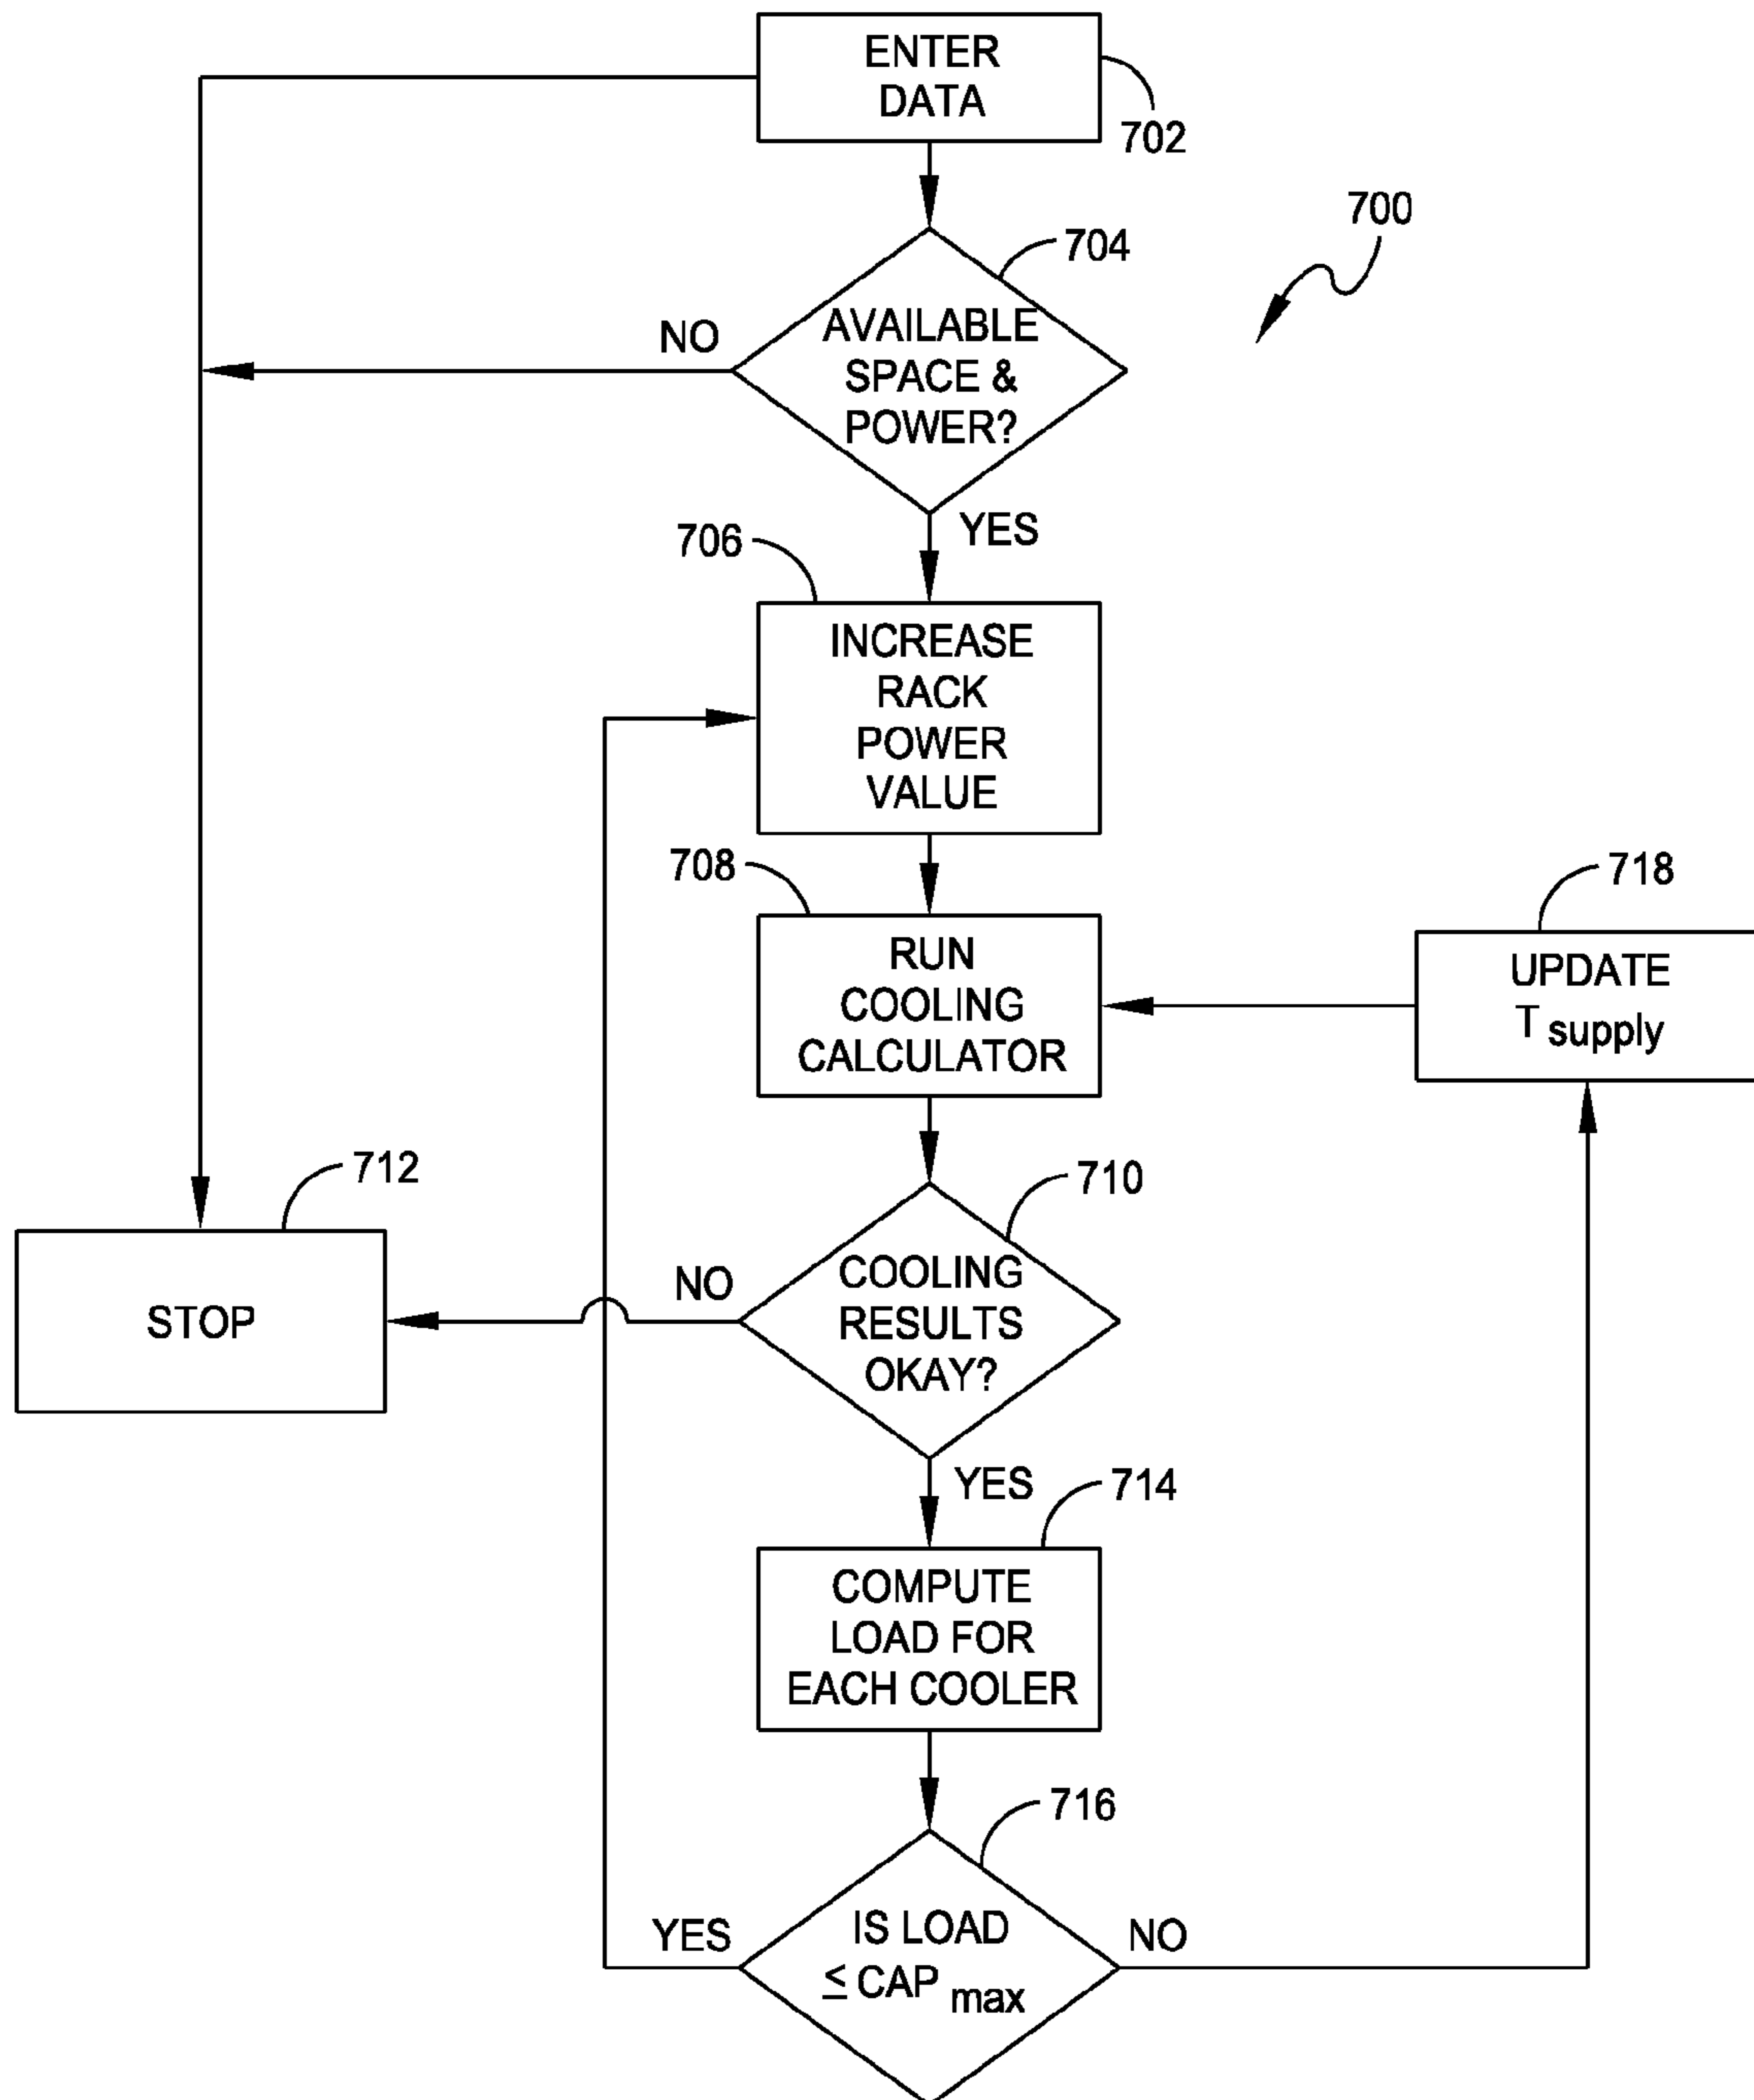 ENTER
DATA
702
700
704
AVAILABLE
SPACE &
POWER?
NO
YES
706
INCREASE
RACK
POWER
VALUE
708
RUN
COOLING
CALCULATOR
718
UPDATE
T supply
712
STOP
710
COOLING
RESULTS
OKAY?
NO
YES
714
COMPUTE
LOAD FOR
EACH COOLER
716
IS LOAD
≤ CAP max
YES
NO